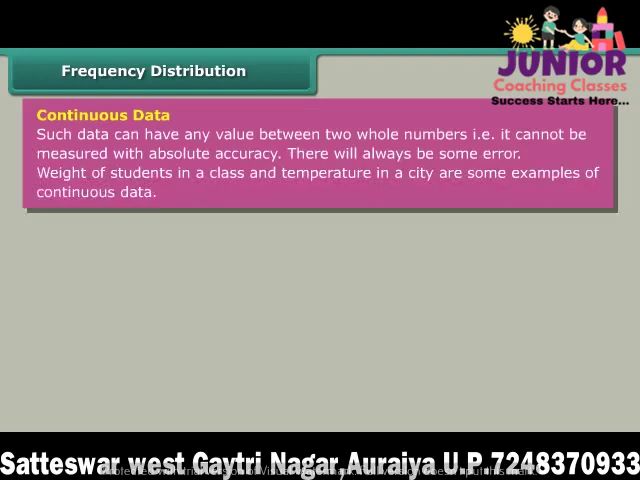 Frequency Distribution
JUNIOR
Coaching Classes
Success Starts Here...
Continuous Data
Such data can have any value between two whole numbers i.e. it cannot be
measured with absolute accuracy. There will always be some error.
Weight of students in a class and temperature in a city are some examples of
continuous data.
Satteswar west Gaytri Nagar,Auraiya U.P 7248370933